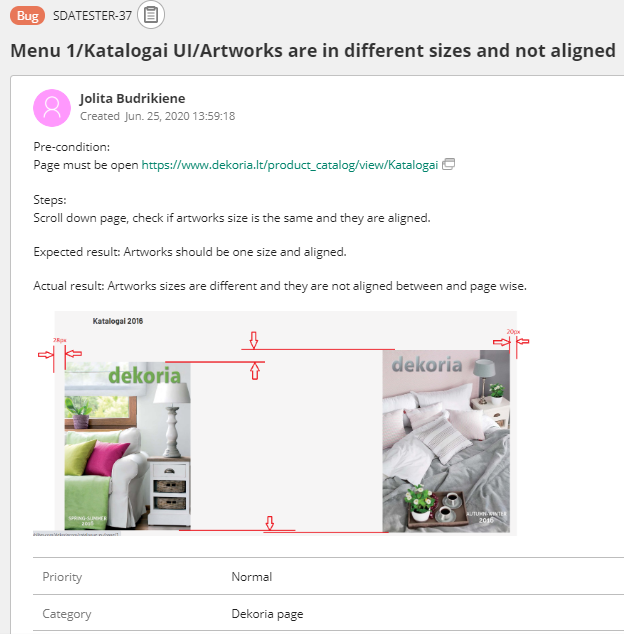 Bug SDATESTER-37
Menu 1/Katalogai UI/Artworks are in different sizes and not aligned
Jolita Budrikiene
Created Jun. 25, 2020 13:59:18
Pre-condition:
Page must be open https://www.dekoria.lt/product_catalog/view/Katalogai
Steps:
Scroll down page, check if artworks size is the same and they are aligned.
Expected result: Artworks should be one size and aligned.
Actual result: Artworks sizes are different and they are not aligned between and page wise.
Katalogai 2016
28px
20px
dekoria
dekoria
SPRING-SUMMER
2016
AUTUMN-WINTER
2016
Priority Normal
Category Dekoria page